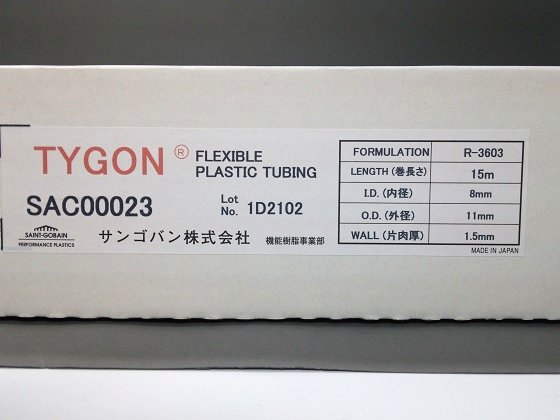 TYGON ® FLEXIBLE PLASTIC TUBING
SAC00023 Lot No. 1D2102
SAINT-GOBAIN
PERFORMANCE PLASTICS
サンゴバン株式会社 機能樹脂事業部
FORMULATION R-3603
LENGTH (巻長さ) 15m
I.D. (内径) 8mm
O.D. (外径) 11mm
WALL (片肉厚) 1.5mm
MADE IN JAPAN